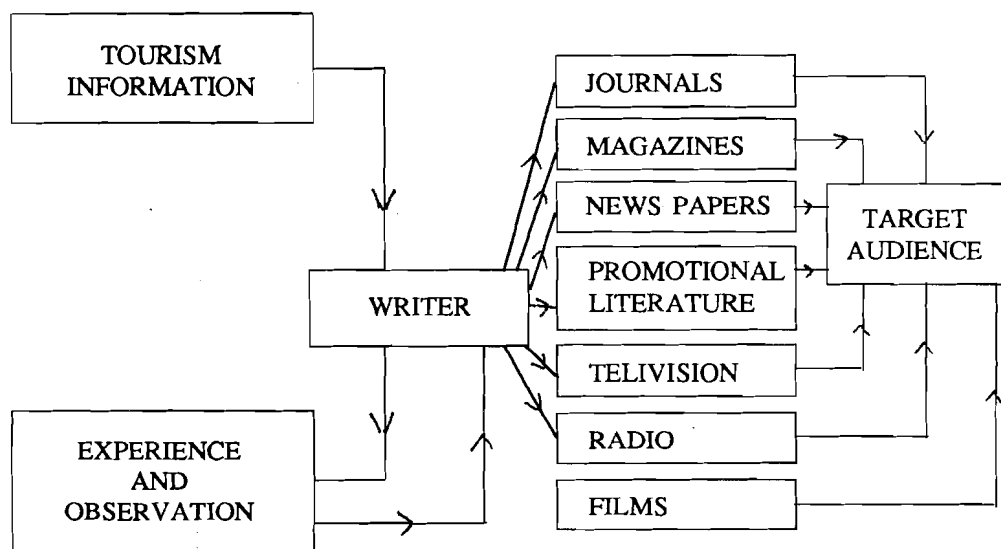 TOURISM
INFORMATION
WRITER
EXPERIENCE
AND
OBSERVATION
JOURNALS
MAGAZINES
NEWS PAPERS
PROMOTIONAL
LITERATURE
TELIVISION
RADIO
FILMS
TARGET
AUDIENCE